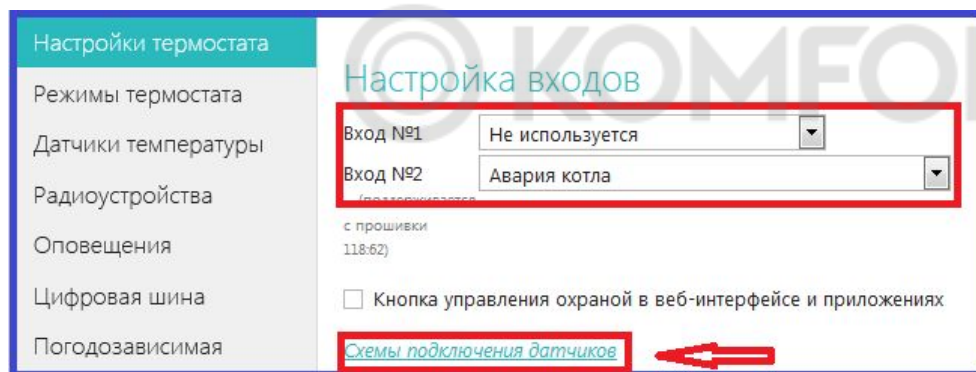 Настройки термостата
Режимы термостата
Датчики температуры
Радиоустройства
Оповещения
Цифровая шина
Погодозависимая
KOMFO
Настройка входов
Вход №1 Не используется
Вход №2 Авария котла
(поддерживается
с прошивки
118:62)
Кнопка управления охраной в веб-интерфейсе и приложениях
Схемы подключения датчиков